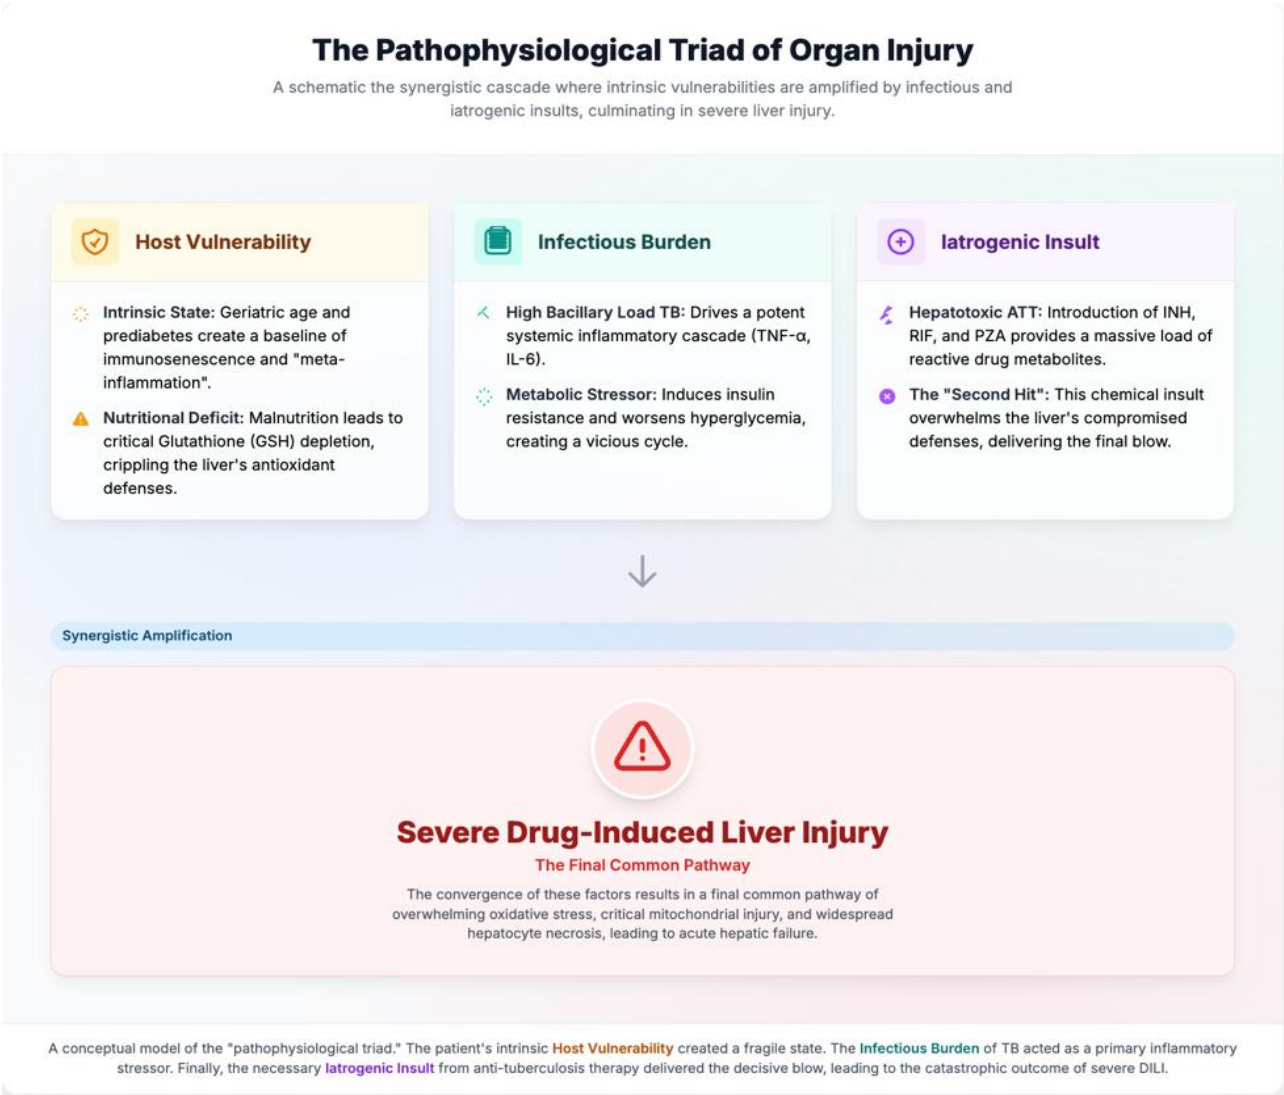 The Pathophysiological Triad of Organ Injury
A schematic the synergistic cascade where intrinsic vulnerabilities are amplified by infectious and
iatrogenic insults, culminating in severe liver injury.
Host Vulnerability
Intrinsic State: Geriatric age and
prediabetes create a baseline of
immunosenescence and "meta-
inflammation".
Nutritional Deficit: Malnutrition leads to
critical Glutathione (GSH) depletion,
crippling the liver's antioxidant
defenses.
Infectious Burden
High Bacillary Load TB: Drives a potent
systemic inflammatory cascade (TNF-α,
IL-6).
Metabolic Stressor: Induces insulin
resistance and worsens hyperglycemia,
creating a vicious cycle.
Iatrogenic Insult
Hepatotoxic ATT: Introduction of INH,
RIF, and PZA provides a massive load of
reactive drug metabolites.
The "Second Hit": This chemical insult
overwhelms the liver's compromised
defenses, delivering the final blow.
Synergistic Amplification
Severe Drug-Induced Liver Injury
The Final Common Pathway
The convergence of these factors results in a final common pathway of
overwhelming oxidative stress, critical mitochondrial injury, and widespread
hepatocyte necrosis, leading to acute hepatic failure.
A conceptual model of the "pathophysiological triad." The patient's intrinsic Host Vulnerability created a fragile state. The Infectious Burden of TB acted as a primary inflammatory
stressor. Finally, the necessary Iatrogenic Insult from anti-tuberculosis therapy delivered the decisive blow, leading to the catastrophic outcome of severe DILI.